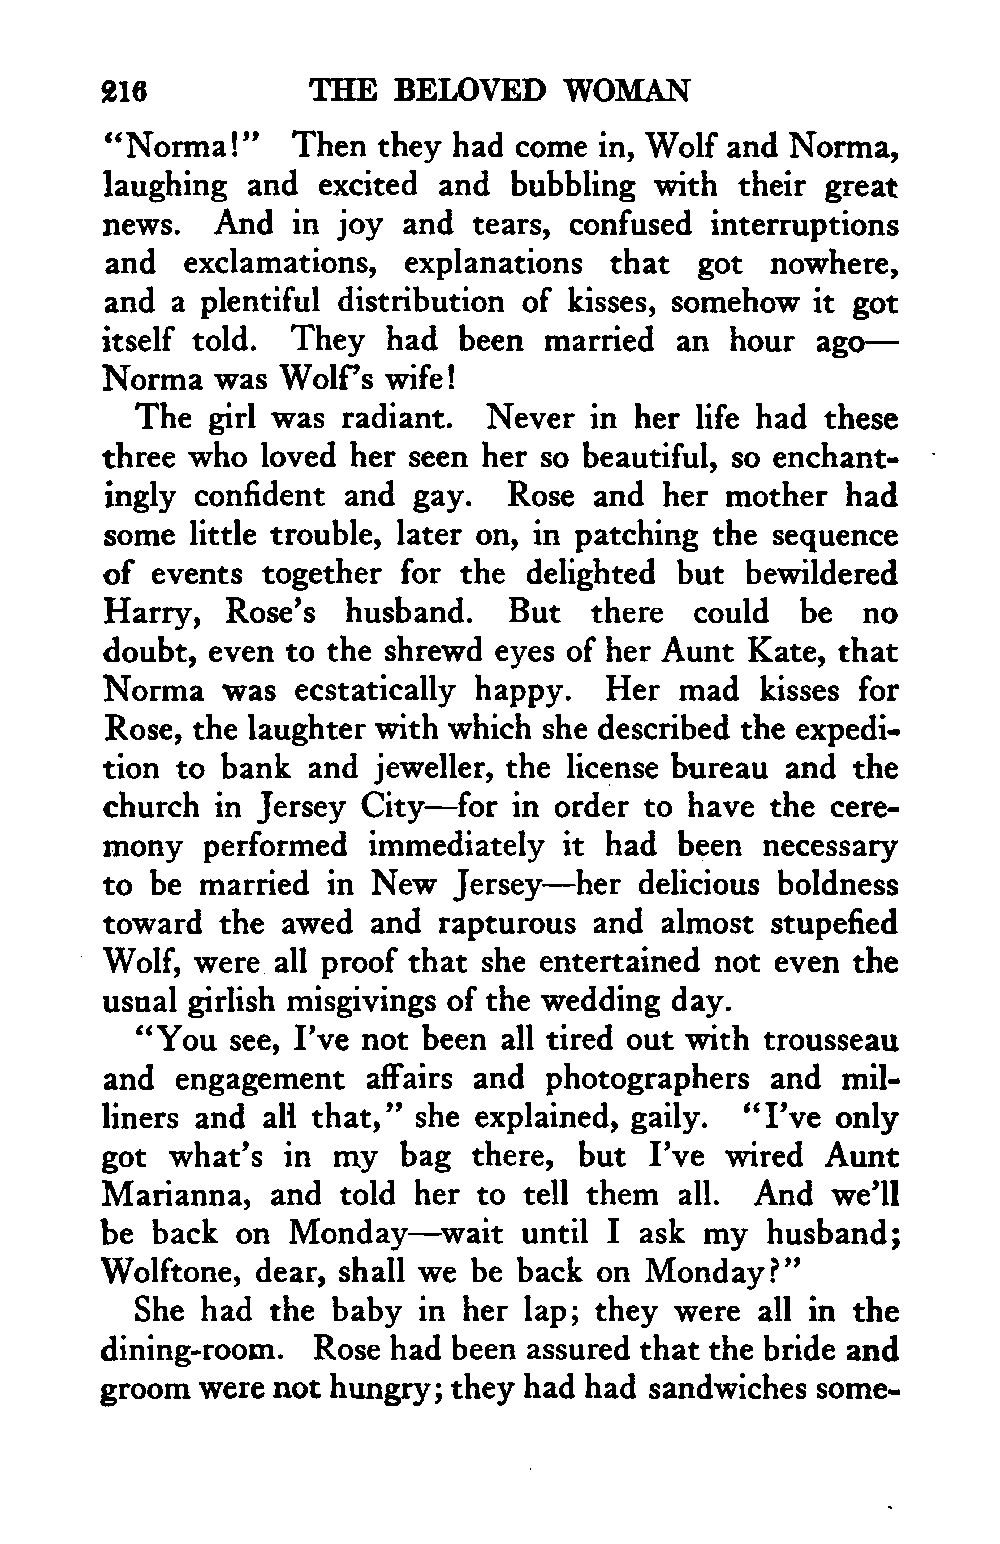 216 THE BELOVED WOMAN
“Norma!” Then they had come in, Wolf and Norma,
laughing and excited and bubbling with their great
news. And in joy and tears, confused interruptions
and exclamations, explanations that got nowhere,
and a plentiful distribution of kisses, somehow it got
itself told. They had been married an hour ago—
Norma was Wolf’s wife!
The girl was radiant. Never in her life had these
three who loved her seen her so beautiful, so enchant-
ingly confident and gay. Rose and her mother had
some little trouble, later on, in patching the sequence
of events together for the delighted but bewildered
Harry, Rose’s husband. But there could be no
doubt, even to the shrewd eyes of her Aunt Kate, that
Norma was ecstatically happy. Her mad kisses for
Rose, the laughter with which she described the expedi-
tion to bank and jeweller, the license bureau and the
church in Jersey City—for in order to have the cere-
mony performed immediately it had been necessary
to be married in New Jersey—her delicious boldness
toward the awed and rapturous and almost stupefied
Wolf, were all proof that she entertained not even the
usual girlish misgivings of the wedding day.
“You see, I’ve not been all tired out with trousseau
and engagement affairs and photographers and mil-
liners and all that,” she explained, gaily. “I’ve only
got what’s in my bag there, but I’ve wired Aunt
Marianna, and told her to tell them all. And we’ll
be back on Monday—wait until I ask my husband;
Wolftone, dear, shall we be back on Monday?”
She had the baby in her lap; they were all in the
dining-room. Rose had been assured that the bride and
groom were not hungry; they had had sandwiches some-